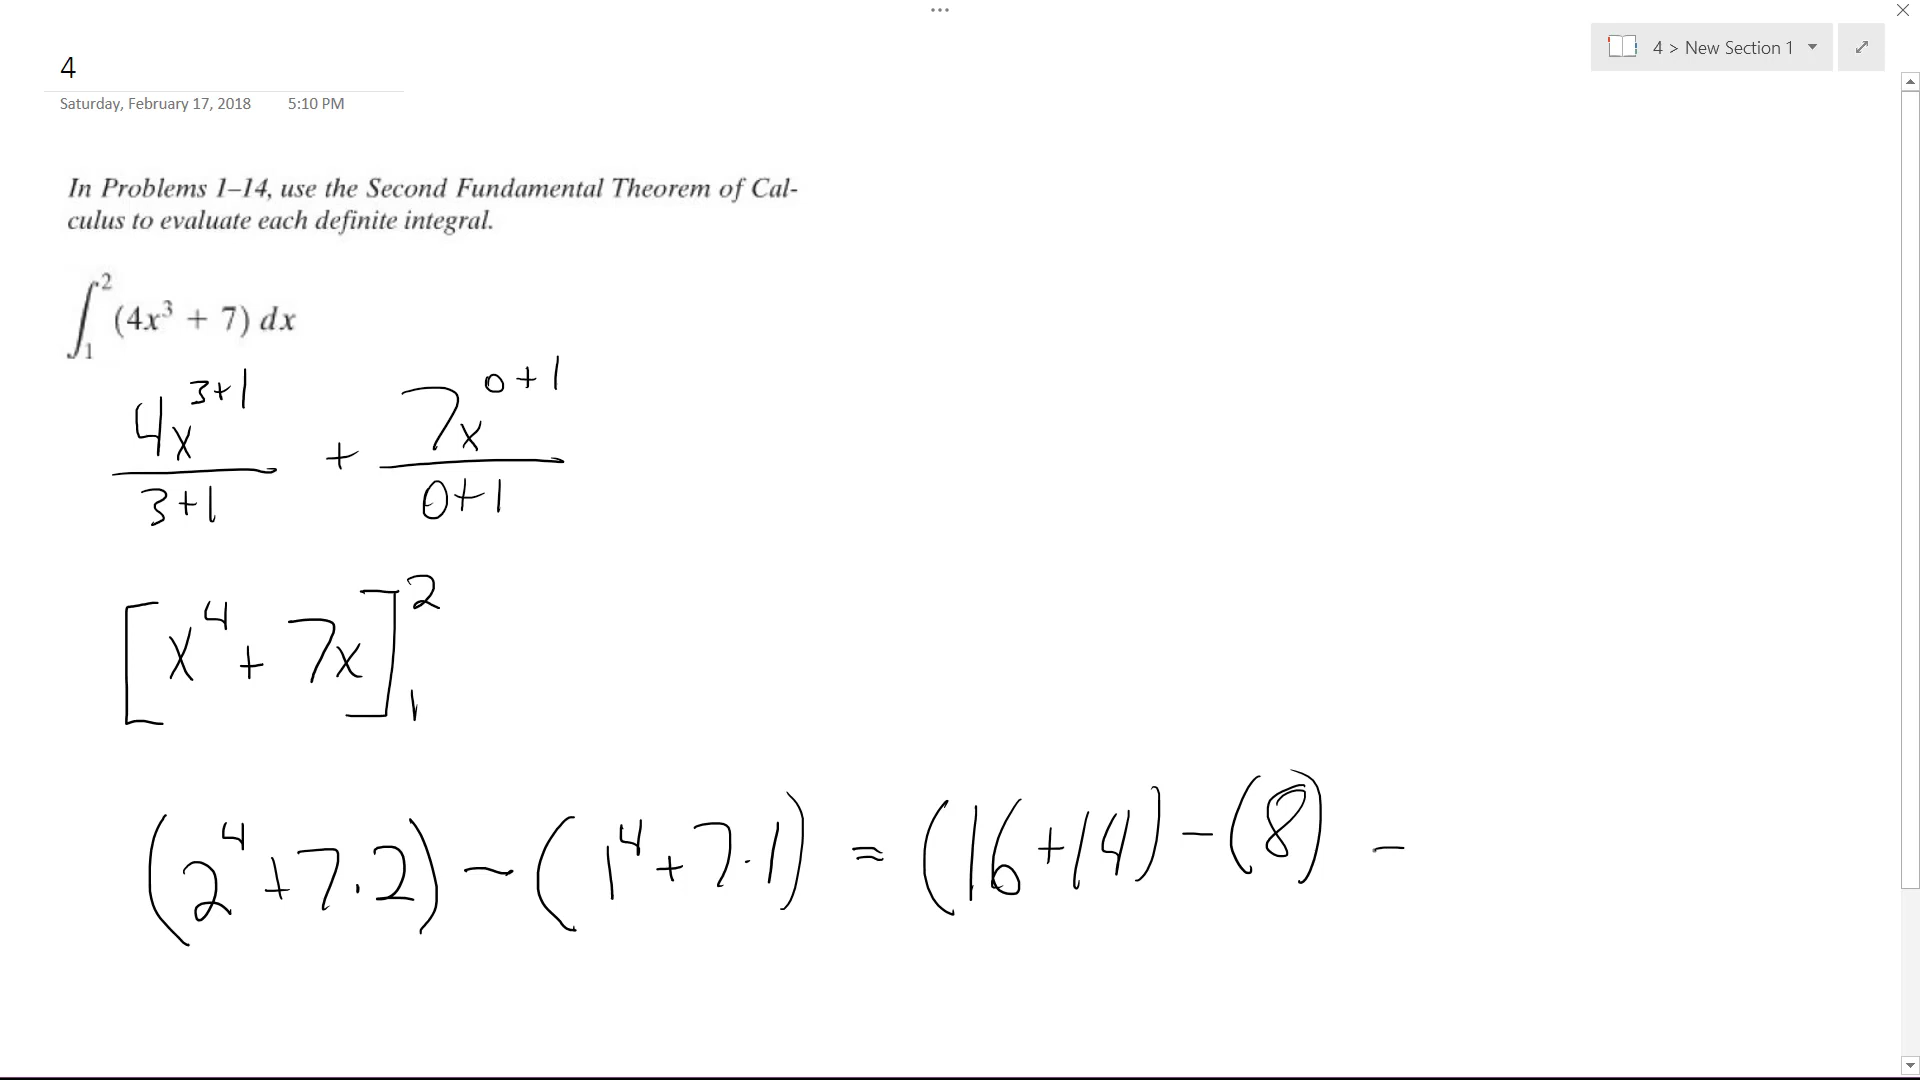 ...
4 > New Section 1
4
Saturday, February 17, 2018 5:10 PM
In Problems 1–14, use the Second Fundamental Theorem of Cal-
culus to evaluate each definite integral.
∫₁² (4x³ + 7) dx
4x^(3+1) / (3+1) + 7x^(0+1) / (0+1)
[x⁴ + 7x]₁²
(2⁴ + 7·2) − (1⁴ + 7·1) = (16+14) − (8) −